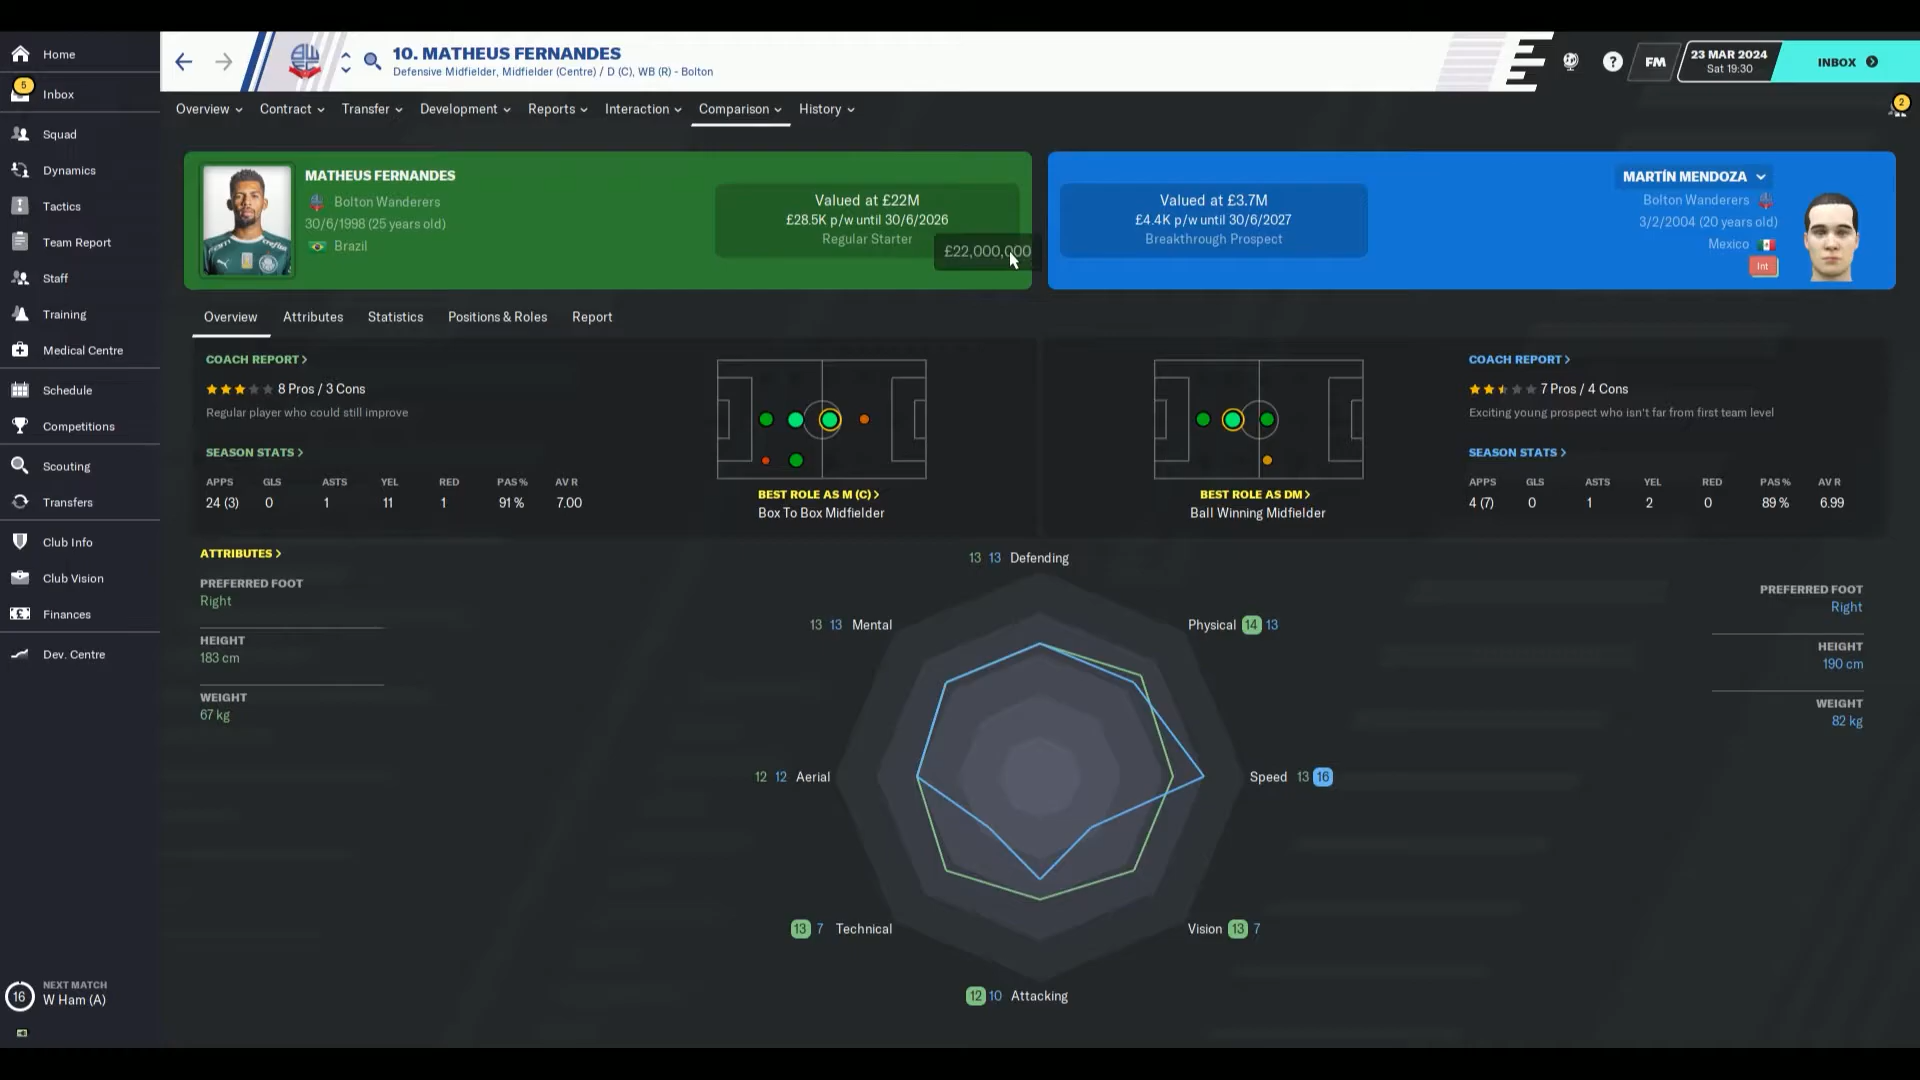 Home
5
Inbox
Squad
Dynamics
Tactics
Team Report
Staff
Training
Medical Centre
Schedule
Competitions
Scouting
Transfers
Club Info
Club Vision
Finances
Dev. Centre
16
NEXT MATCH
W Ham (A)
10. MATHEUS FERNANDES
Defensive Midfielder, Midfielder (Centre) / D (C), WB (R) - Bolton
?
FM
23 MAR 2024
Sat 19:30
INBOX
2
Overview Contract Transfer Development Reports Interaction Comparison History
MATHEUS FERNANDES
Bolton Wanderers
30/6/1998 (25 years old)
Brazil
Valued at £22M
£28.5K p/w until 30/6/2026
Regular Starter
£22,000,000
Valued at £3.7M
£4.4K p/w until 30/6/2027
Breakthrough Prospect
MARTÍN MENDOZA
Bolton Wanderers
3/2/2004 (20 years old)
Mexico
Int
Overview Attributes Statistics Positions & Roles Report
COACH REPORT >
8 Pros / 3 Cons
Regular player who could still improve
SEASON STATS >
APPS GLS ASTS YEL RED PAS % AV R
24 (3) 0 1 11 1 91 % 7.00
BEST ROLE AS M (C) >
Box To Box Midfielder
BEST ROLE AS DM >
Ball Winning Midfielder
COACH REPORT >
7 Pros / 4 Cons
Exciting young prospect who isn't far from first team level
SEASON STATS >
APPS GLS ASTS YEL RED PAS % AV R
4 (7) 0 1 2 0 89 % 6.99
ATTRIBUTES >
PREFERRED FOOT
Right
HEIGHT
183 cm
WEIGHT
67 kg
13 13 Defending
13 13 Mental
Physical 14 13
12 12 Aerial
Speed 13 16
13 7 Technical
Vision 13 7
12 10 Attacking
PREFERRED FOOT
Right
HEIGHT
190 cm
WEIGHT
82 kg